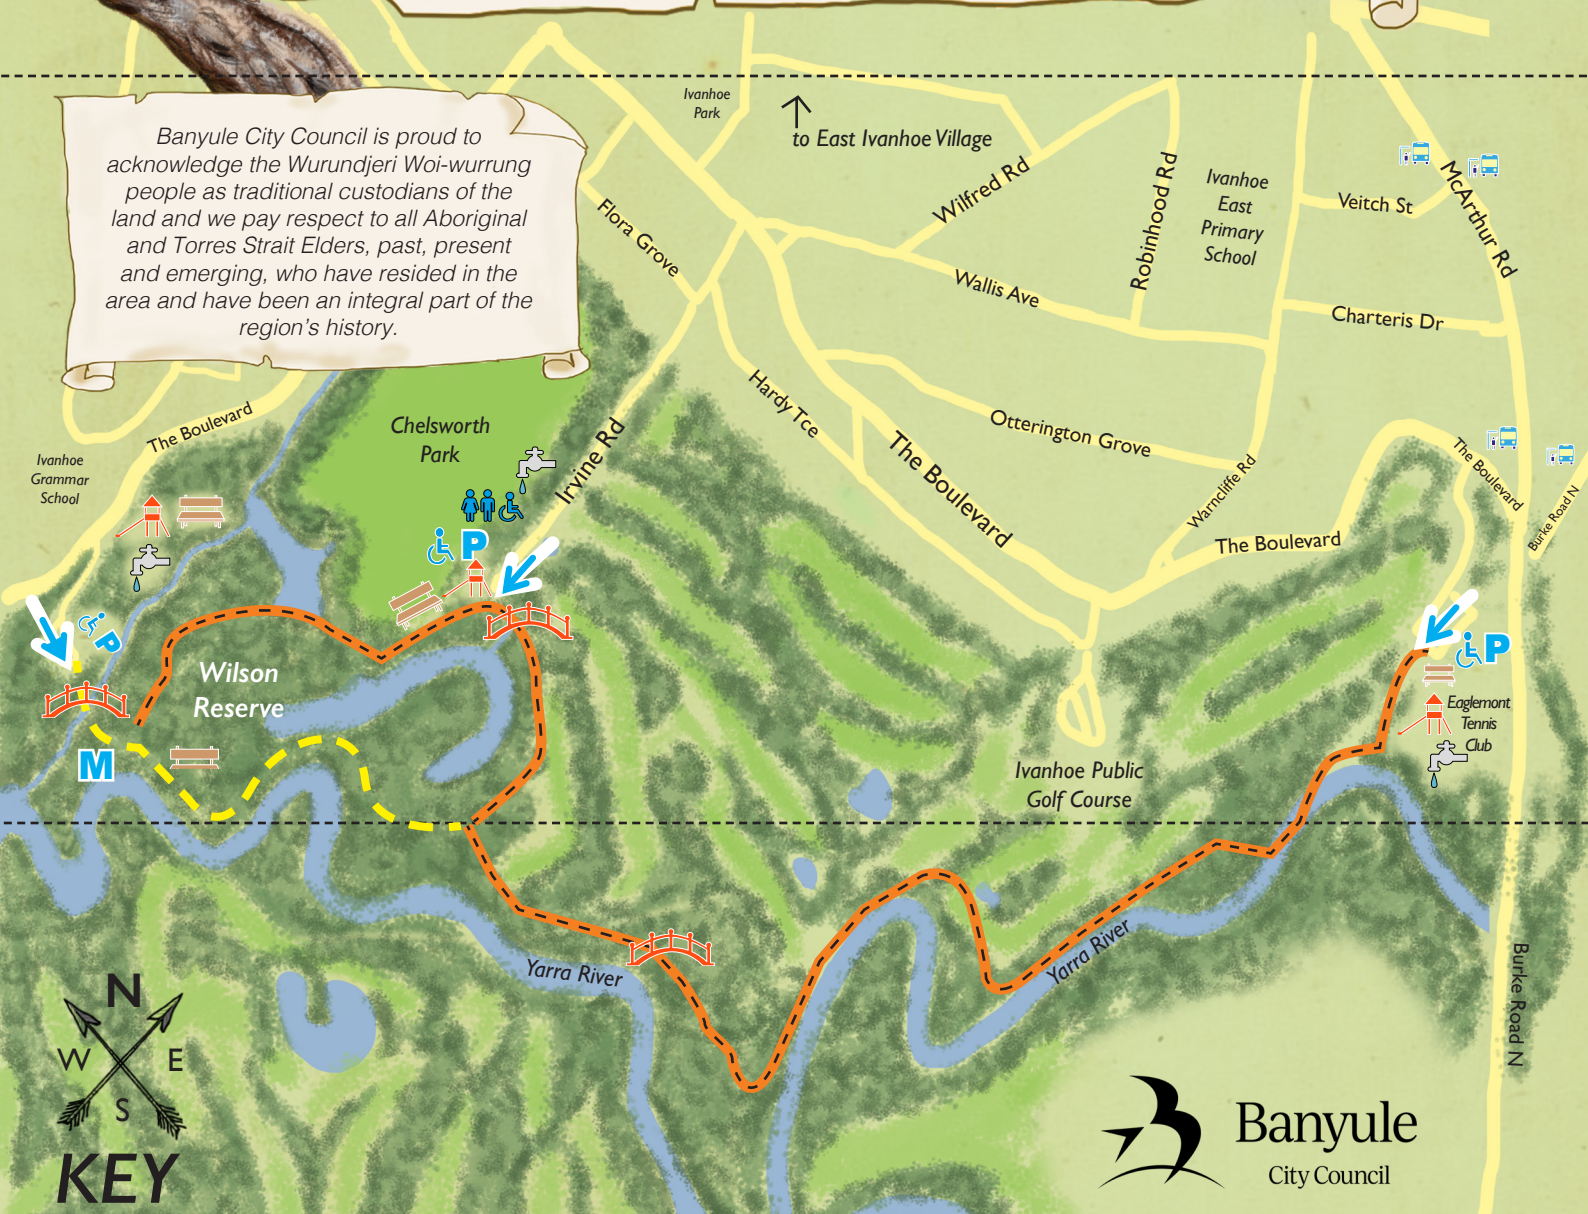 Banyule City Council is proud to
acknowledge the Wurundjeri Woi-wurrung
people as traditional custodians of the
land and we pay respect to all Aboriginal
and Torres Strait Elders, past, present
and emerging, who have resided in the
area and have been an integral part of the
region's history.
Ivanhoe
Park
to East Ivanhoe Village
Wilfred Rd
Robinhood Rd
Ivanhoe
East
Primary
School
Veitch St
McArthur Rd
Flora Grove
Wallis Ave
Charteris Dr
Hardy Tce
Otterington Grove
The Boulevard
Chelsworth
Park
Irvine Rd
The Boulevard
Warncliffe Rd
The Boulevard
The Boulevard
Burke Road N
Ivanhoe
Grammar
School
P
P
P
Wilson
Reserve
M
Eaglemont
Tennis
Club
Ivanhoe Public
Golf Course
Yarra River
Yarra River
Burke Road N
N
W
E
S
KEY
Banyule
City Council